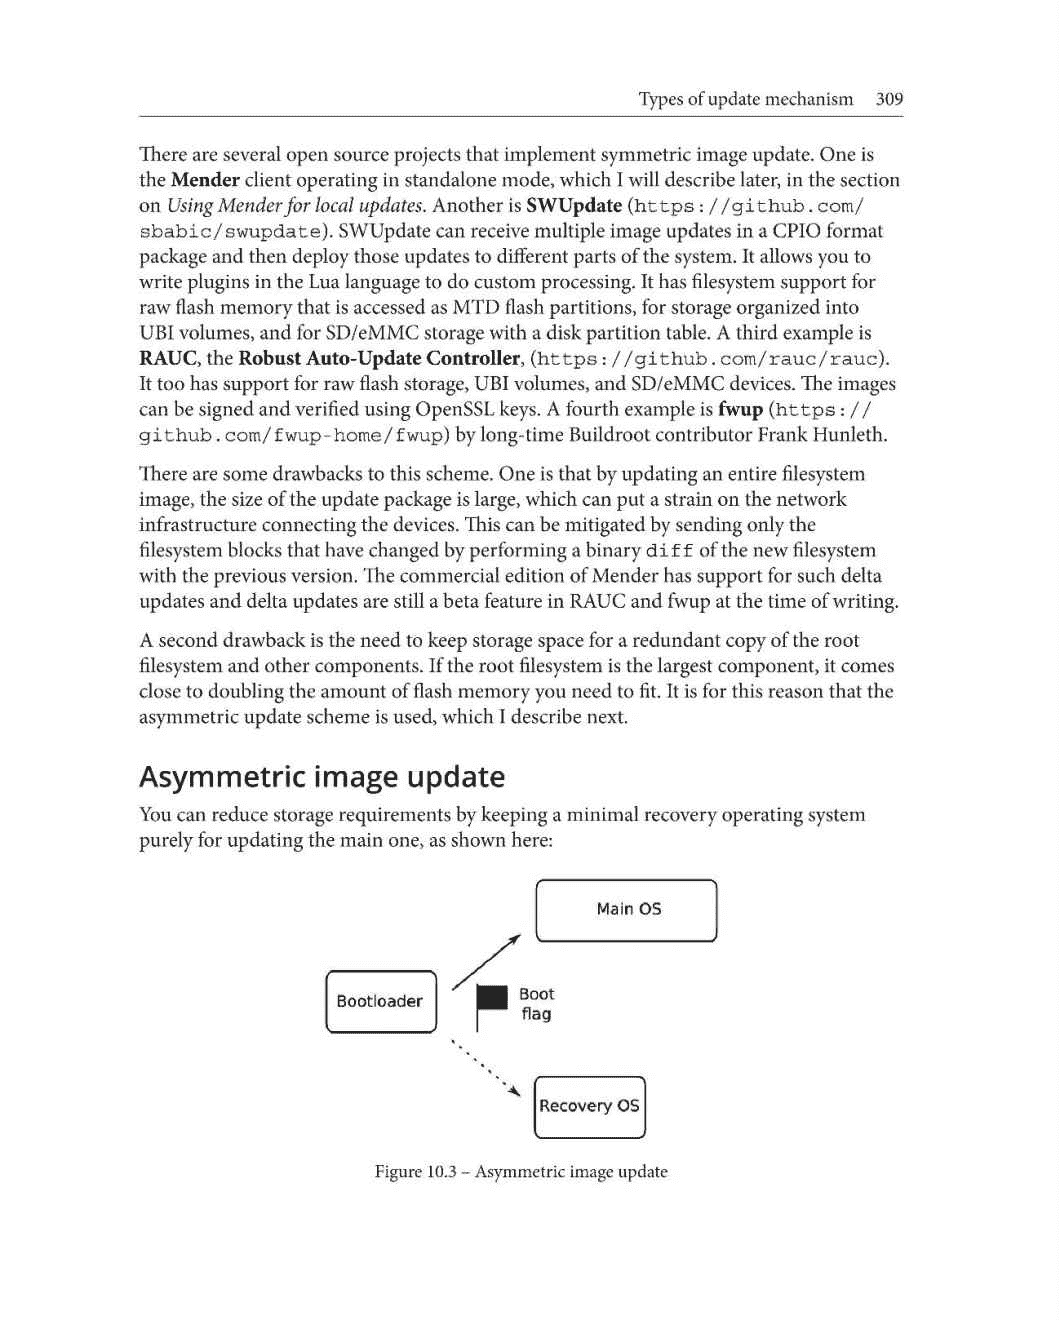 Types of update mechanism 309
There are several open source projects that implement symmetric image update. One is
the Mender client operating in standalone mode, which I will describe later, in the section
on Using Mender for local updates. Another is SWUpdate (https://github.com/
sbabic/swupdate). SWUpdate can receive multiple image updates in a CPIO format
package and then deploy those updates to different parts of the system. It allows you to
write plugins in the Lua language to do custom processing. It has filesystem support for
raw flash memory that is accessed as MTD flash partitions, for storage organized into
UBI volumes, and for SD/eMMC storage with a disk partition table. A third example is
RAUC, the Robust Auto-Update Controller, (https://github.com/rauc/rauc).
It too has support for raw flash storage, UBI volumes, and SD/eMMC devices. The images
can be signed and verified using OpenSSL keys. A fourth example is fwup (https://
github.com/fwup-home/fwup) by long-time Buildroot contributor Frank Hunleth.
There are some drawbacks to this scheme. One is that by updating an entire filesystem
image, the size of the update package is large, which can put a strain on the network
infrastructure connecting the devices. This can be mitigated by sending only the
filesystem blocks that have changed by performing a binary diff of the new filesystem
with the previous version. The commercial edition of Mender has support for such delta
updates and delta updates are still a beta feature in RAUC and fwup at the time of writing.
A second drawback is the need to keep storage space for a redundant copy of the root
filesystem and other components. If the root filesystem is the largest component, it comes
close to doubling the amount of flash memory you need to fit. It is for this reason that the
asymmetric update scheme is used, which I describe next.
Asymmetric image update
You can reduce storage requirements by keeping a minimal recovery operating system
purely for updating the main one, as shown here:
Main OS
Bootloader
Boot
flag
Recovery OS
Figure 10.3 – Asymmetric image update